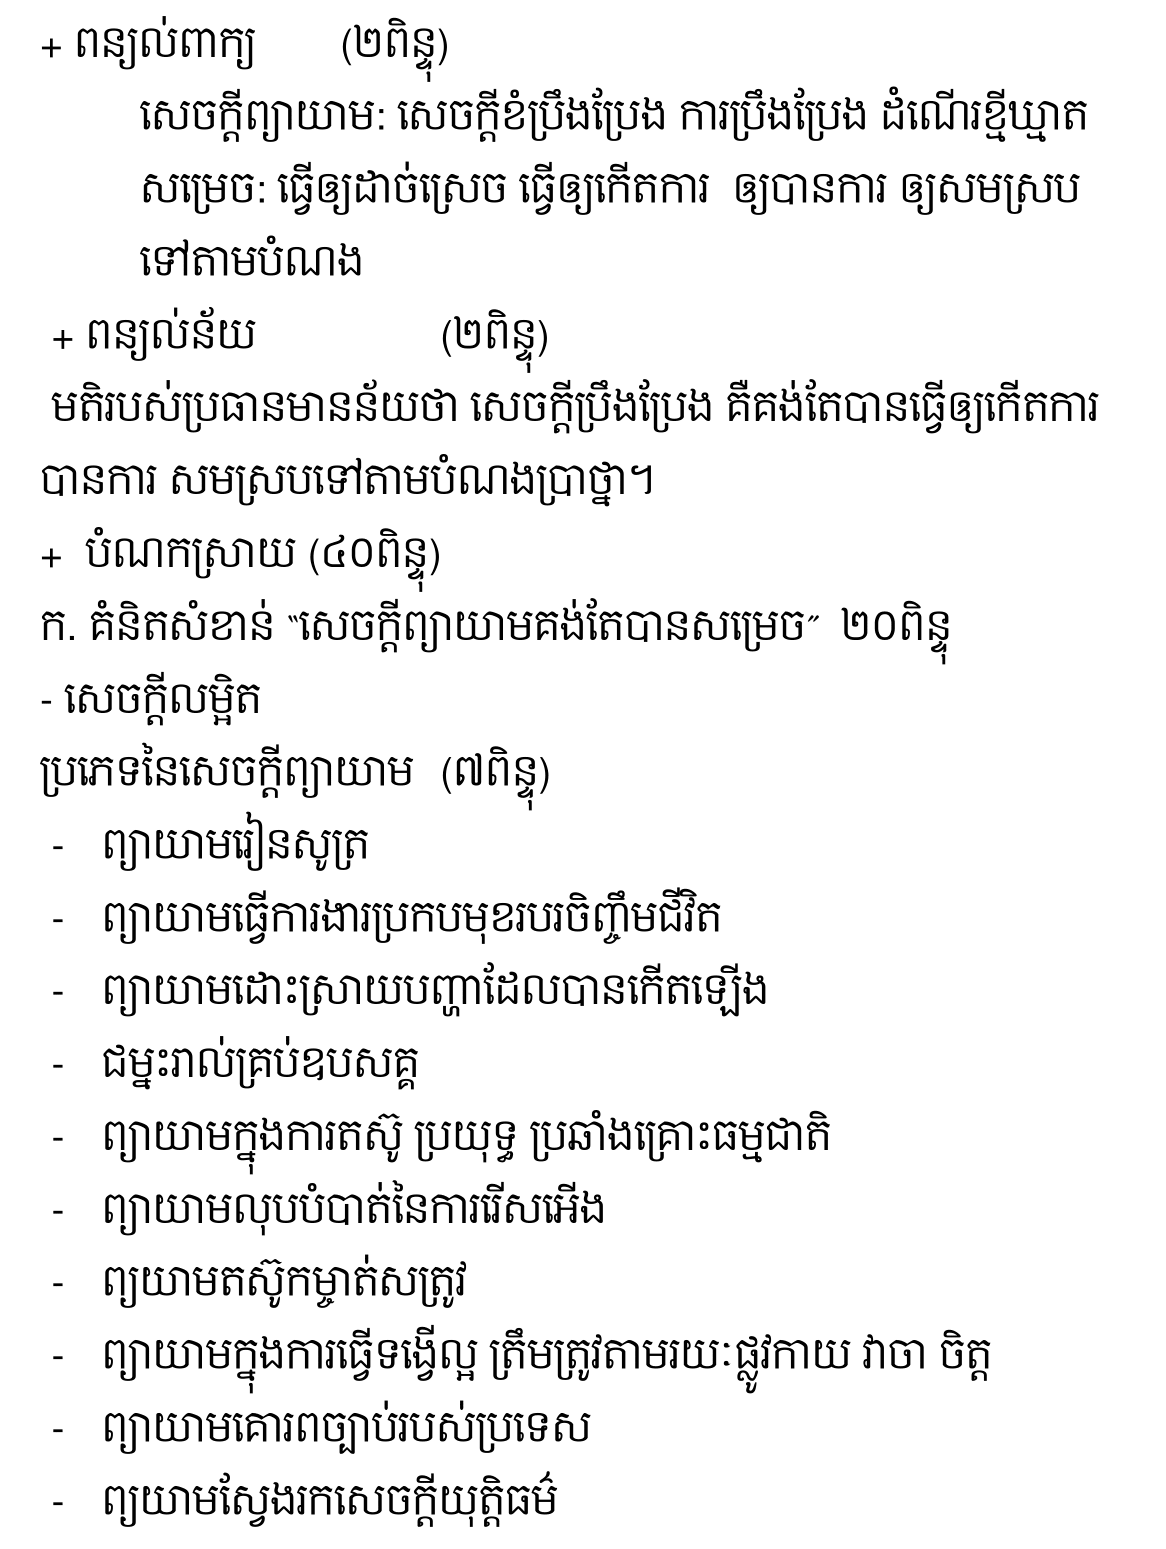 + ពន្យល់ពាក្យ (២ពិន្ទុ)
សេចក្តីព្យាយាម: សេចក្តីខំប្រឹងប្រែង ការប្រឹងប្រែង ដំណើរខ្មីឃ្មាត
សម្រេច: ធ្វើឲ្យដាច់ស្រេច ធ្វើឲ្យកើតការ ឲ្យបានការ ឲ្យសមស្រប
ទៅតាមបំណង
+ ពន្យល់ន័យ (២ពិន្ទុ)
មតិរបស់ប្រធានមានន័យថា សេចក្តីប្រឹងប្រែង គឺគង់តែបានធ្វើឲ្យកើតការ
បានការ សមស្របទៅតាមបំណងប្រាថ្នា។
+ បំណកស្រាយ (៤០ពិន្ទុ)
ក. គំនិតសំខាន់ “សេចក្តីព្យាយាមគង់តែបានសម្រេច” ២០ពិន្ទុ
- សេចក្តីលម្អិត
ប្រភេទនៃសេចក្តីព្យាយាម (៧ពិន្ទុ)
- ព្យាយាមរៀនសូត្រ
- ព្យាយាមធ្វើការងារប្រកបមុខរបរចិញ្ចឹមជីវិត
- ព្យាយាមដោះស្រាយបញ្ហាដែលបានកើតឡើង
- ជម្នះរាល់គ្រប់ឧបសគ្គ
- ព្យាយាមក្នុងការតស៊ូ ប្រយុទ្ធ ប្រឆាំងគ្រោះធម្មជាតិ
- ព្យាយាមលុបបំបាត់នៃការរើសអើង
- ព្យយាមតស៊ូកម្ចាត់សត្រូវ
- ព្យាយាមក្នុងការធ្វើទង្វើល្អ ត្រឹមត្រូវតាមរយ:ផ្លូវកាយ វាចា ចិត្ត
- ព្យាយាមគោរពច្បាប់របស់ប្រទេស
- ព្យយាមស្វែងរកសេចក្តីយុត្តិធម៌